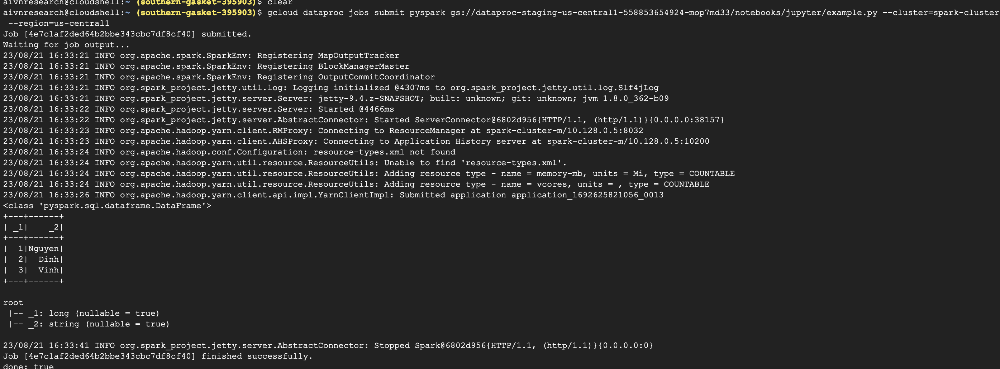 aivnresearch@cloudshell:~ (southern-gasket-395903)$ clear
aivnresearch@cloudshell:~ (southern-gasket-395903)$ gcloud dataproc jobs submit pyspark gs://dataproc-staging-us-central1-558853654924-mop7md33/notebooks/jupyter/example.py --cluster=spark-cluster
 --region=us-central1
Job [4e7c1af2ded64b2bbe343cbc7df8cf40] submitted.
Waiting for job output...
23/08/21 16:33:21 INFO org.apache.spark.SparkEnv: Registering MapOutputTracker
23/08/21 16:33:21 INFO org.apache.spark.SparkEnv: Registering BlockManagerMaster
23/08/21 16:33:21 INFO org.apache.spark.SparkEnv: Registering OutputCommitCoordinator
23/08/21 16:33:21 INFO org.spark_project.jetty.util.log: Logging initialized @4307ms to org.spark_project.jetty.util.log.Slf4jLog
23/08/21 16:33:21 INFO org.spark_project.jetty.server.Server: jetty-9.4.z-SNAPSHOT; built: unknown; git: unknown; jvm 1.8.0_362-b09
23/08/21 16:33:22 INFO org.spark_project.jetty.server.Server: Started @4466ms
23/08/21 16:33:22 INFO org.spark_project.jetty.server.AbstractConnector: Started ServerConnector@6802d956{HTTP/1.1, (http/1.1)}{0.0.0.0:38157}
23/08/21 16:33:23 INFO org.apache.hadoop.yarn.client.RMProxy: Connecting to ResourceManager at spark-cluster-m/10.128.0.5:8032
23/08/21 16:33:23 INFO org.apache.hadoop.yarn.client.AHSProxy: Connecting to Application History server at spark-cluster-m/10.128.0.5:10200
23/08/21 16:33:24 INFO org.apache.hadoop.conf.Configuration: resource-types.xml not found
23/08/21 16:33:24 INFO org.apache.hadoop.yarn.util.resource.ResourceUtils: Unable to find 'resource-types.xml'.
23/08/21 16:33:24 INFO org.apache.hadoop.yarn.util.resource.ResourceUtils: Adding resource type - name = memory-mb, units = Mi, type = COUNTABLE
23/08/21 16:33:24 INFO org.apache.hadoop.yarn.util.resource.ResourceUtils: Adding resource type - name = vcores, units = , type = COUNTABLE
23/08/21 16:33:26 INFO org.apache.hadoop.yarn.client.api.impl.YarnClientImpl: Submitted application application_1692625821056_0013
<class 'pyspark.sql.dataframe.DataFrame'>
+---+------+
| _1|    _2|
+---+------+
|  1|Nguyen|
|  2|  Dinh|
|  3|  Vinh|
+---+------+

root
 |-- _1: long (nullable = true)
 |-- _2: string (nullable = true)

23/08/21 16:33:41 INFO org.spark_project.jetty.server.AbstractConnector: Stopped Spark@6802d956{HTTP/1.1, (http/1.1)}{0.0.0.0:0}
Job [4e7c1af2ded64b2bbe343cbc7df8cf40] finished successfully.
done: true